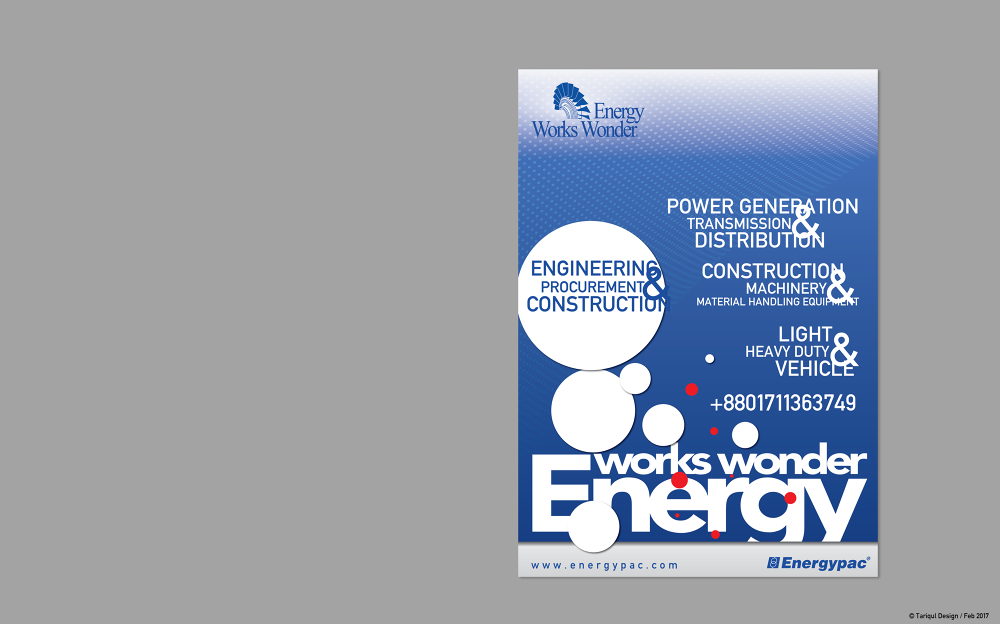 Energy
Works Wonder
POWER GENERATION
TRANSMISSION &
DISTRIBUTION
ENGINEERING
PROCUREMENT &
CONSTRUCTION
CONSTRUCTION
MACHINERY &
MATERIAL HANDLING EQUIPMENT
LIGHT
HEAVY DUTY &
VEHICLE
+8801711363749
works wonder
Energy
www.energypac.com
Energypac®
© Tariqul Design / Feb 2017